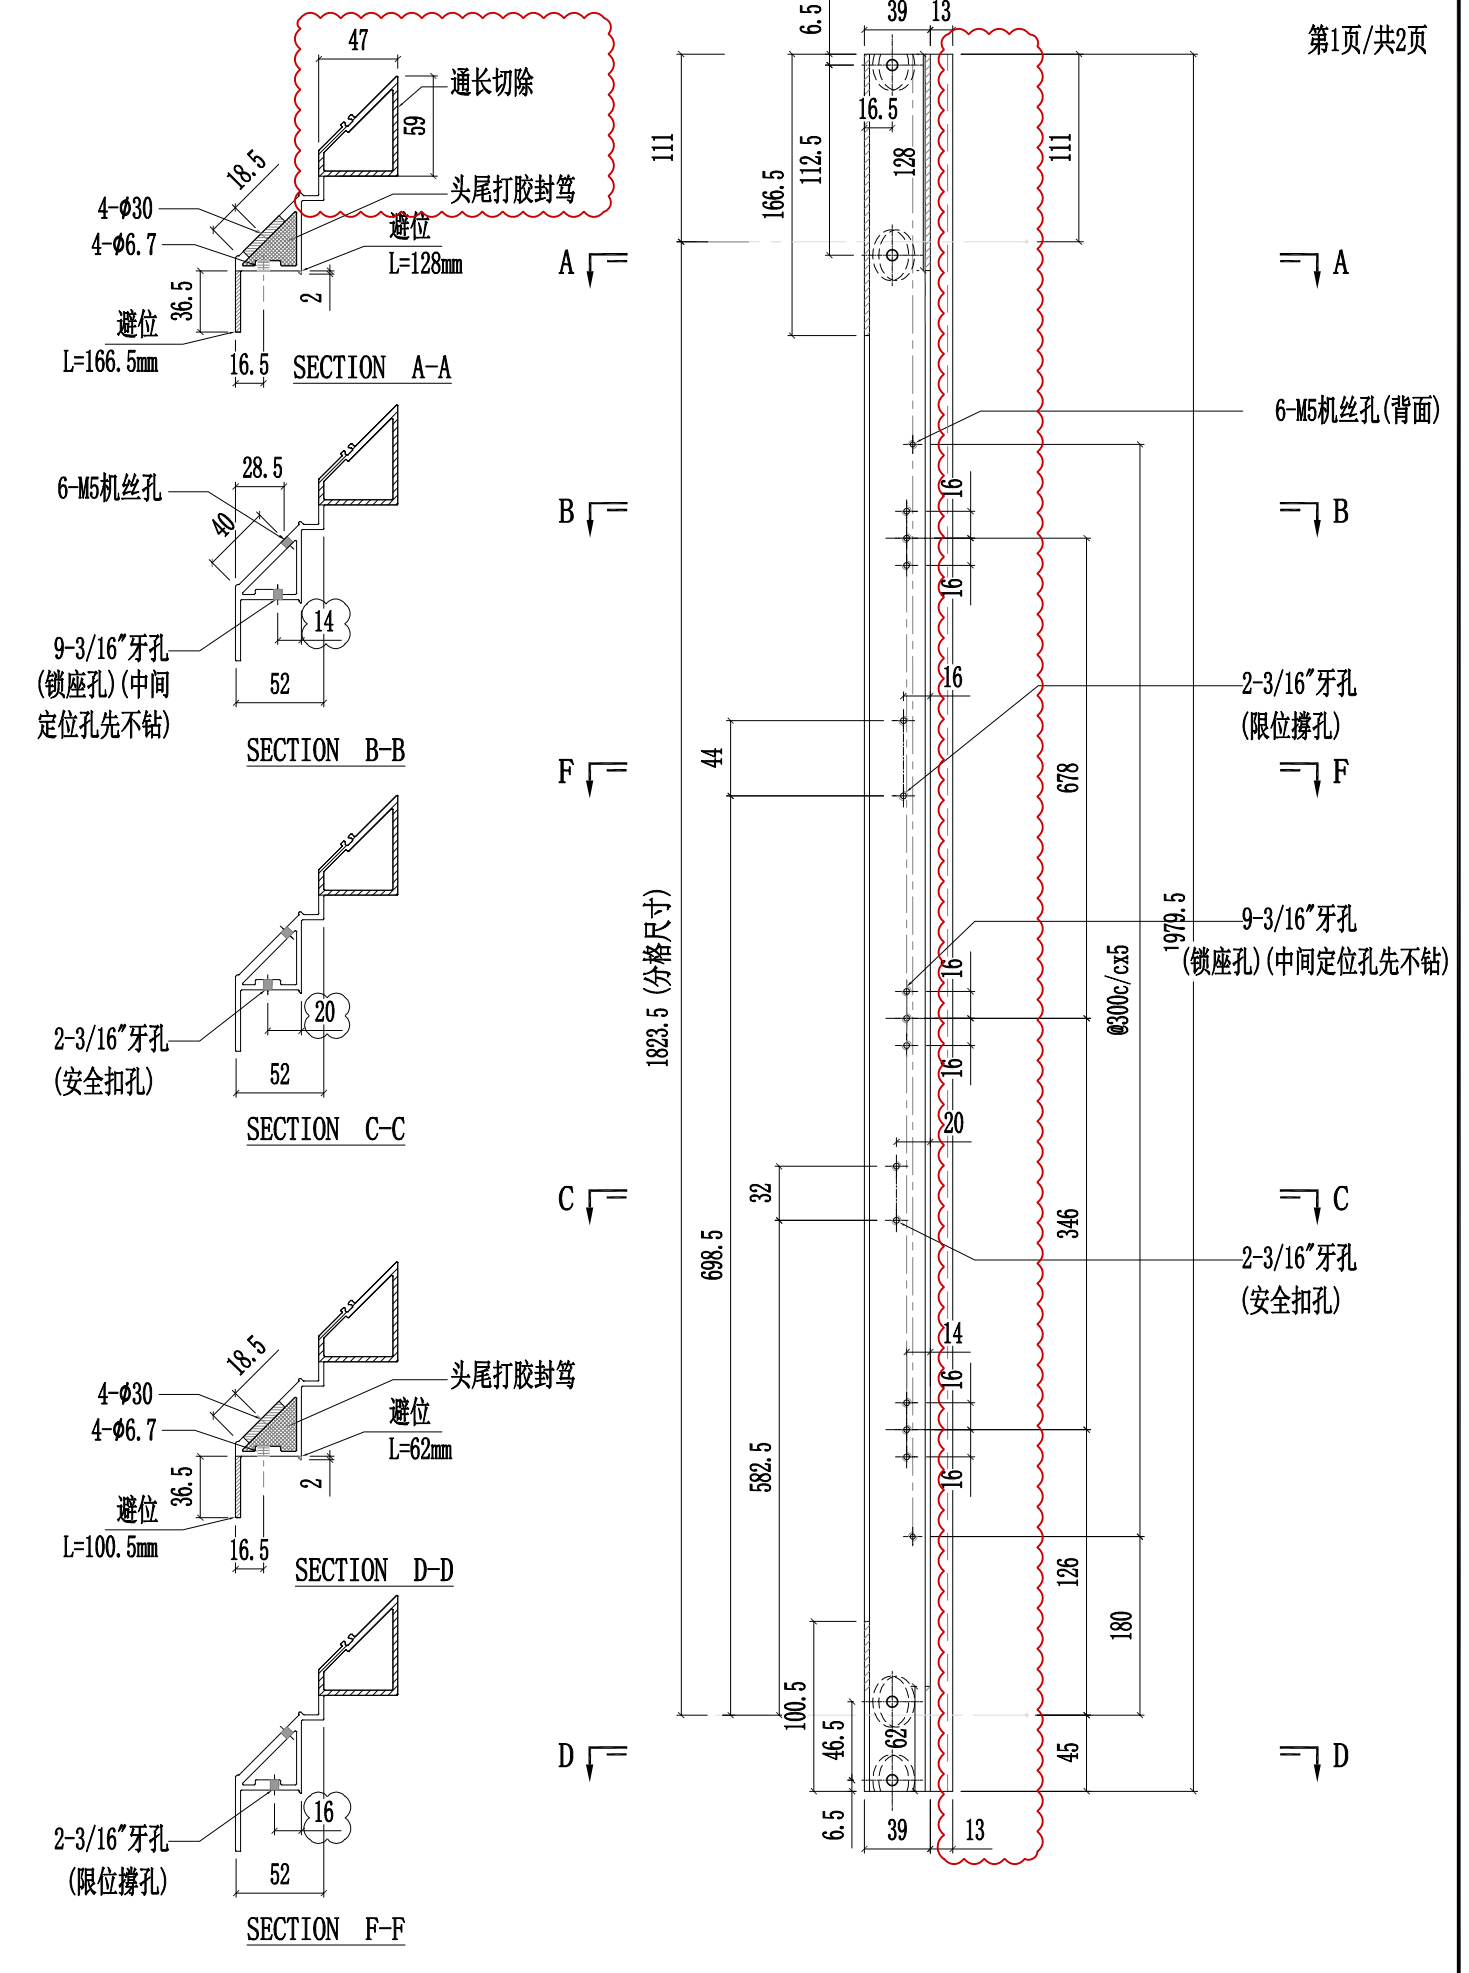 第1页/共2页
47
通长切除
59
18.5
头尾打胶封笃
4-ϕ30
4-ϕ6.7
避位
L=128mm
36.5
2
避位
L=166.5mm
16.5
SECTION A-A
28.5
6-M5机丝孔
40
14
9-3/16″牙孔
(锁座孔)(中间
定位孔先不钻)
52
SECTION B-B
20
2-3/16″牙孔
(安全扣孔)
52
SECTION C-C
18.5
头尾打胶封笃
4-ϕ30
4-ϕ6.7
避位
L=62mm
36.5
2
避位
L=100.5mm
16.5
SECTION D-D
16
2-3/16″牙孔
(限位撑孔)
52
SECTION F-F
6.5
39
13
16.5
111
112.5
128
166.5
111
A
A
6-M5机丝孔(背面)
16
B
B
16
16
2-3/16″牙孔
(限位撑孔)
44
F
F
678
1823.5(分格尺寸)
1979.5
9-3/16″牙孔
(锁座孔)(中间定位孔先不钻)
16
@300c/cx5
16
20
32
C
C
346
698.5
2-3/16″牙孔
(安全扣孔)
14
16
582.5
16
126
180
100.5
46.5
62
45
D
D
6.5
39
13